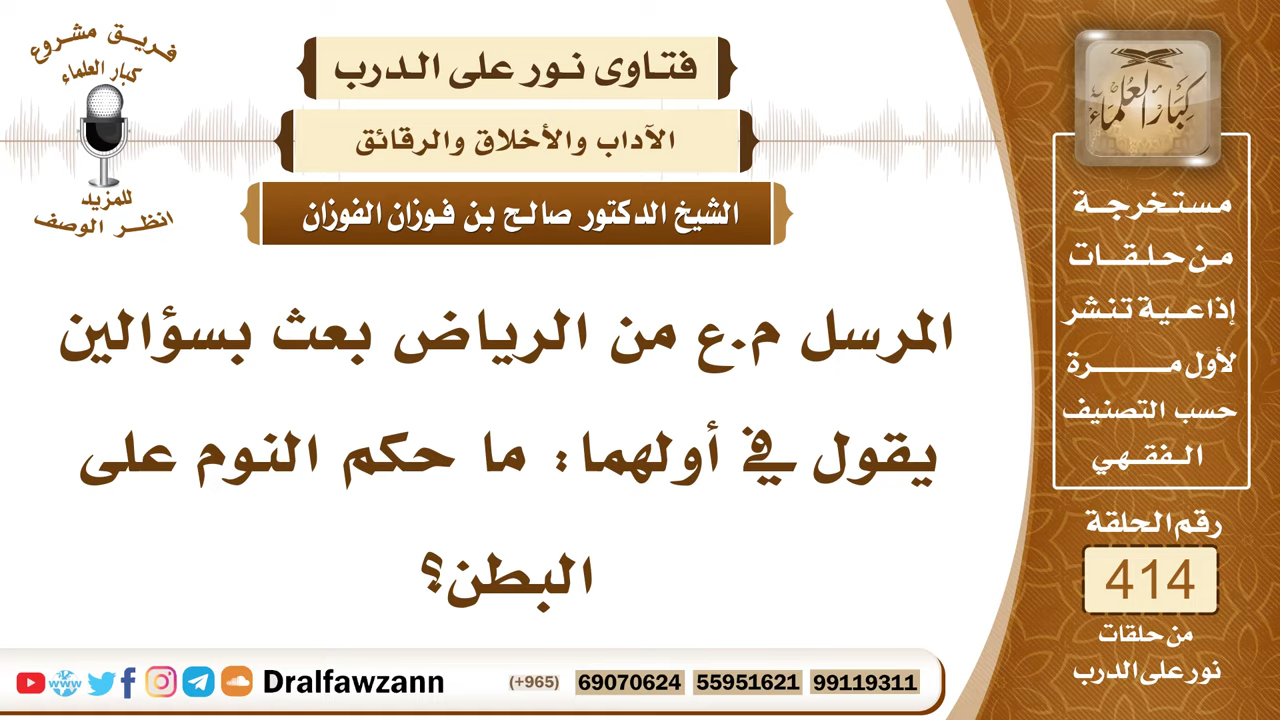 فريق مشروع
كبار العلماء
للمزيد
انظر الوصف
فتاوى نور على الدرب
الآداب والأخلاق والرقائق
الشيخ الدكتور صالح بن فوزان الفوزان
المرسل م.ع من الرياض بعث بسؤالين
يقول في أولهما: ما حكم النوم على
البطن؟
كبار العلماء
مستخرجة
من حلقات
إذاعية تنشر
لأول مرة
حسب التصنيف
الفقهي
رقم الحلقة
414
من حلقات
نور على الدرب
www Dralfawzann (+965) 69070624 55951621 99119311